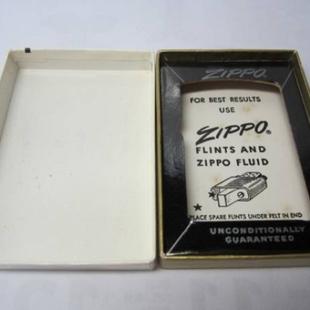 ZIPPO
FOR BEST RESULTS
USE
ZIPPO®
FLINTS AND
ZIPPO FLUID
PLACE SPARE FLINTS UNDER FELT IN END
UNCONDITIONALLY
GUARANTEED